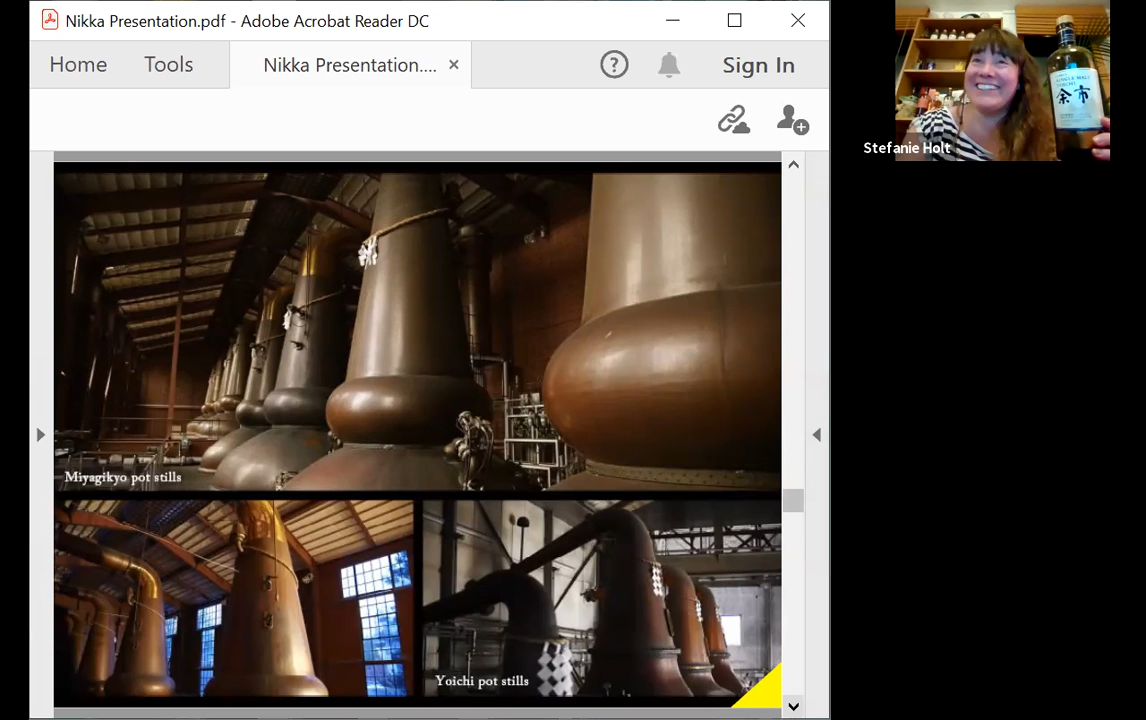 Nikka Presentation.pdf - Adobe Acrobat Reader DC
Home
Tools
Nikka Presentation....
Sign In
Stefanie Holt
余市
Miyagikyo pot stills
Yoichi pot stills